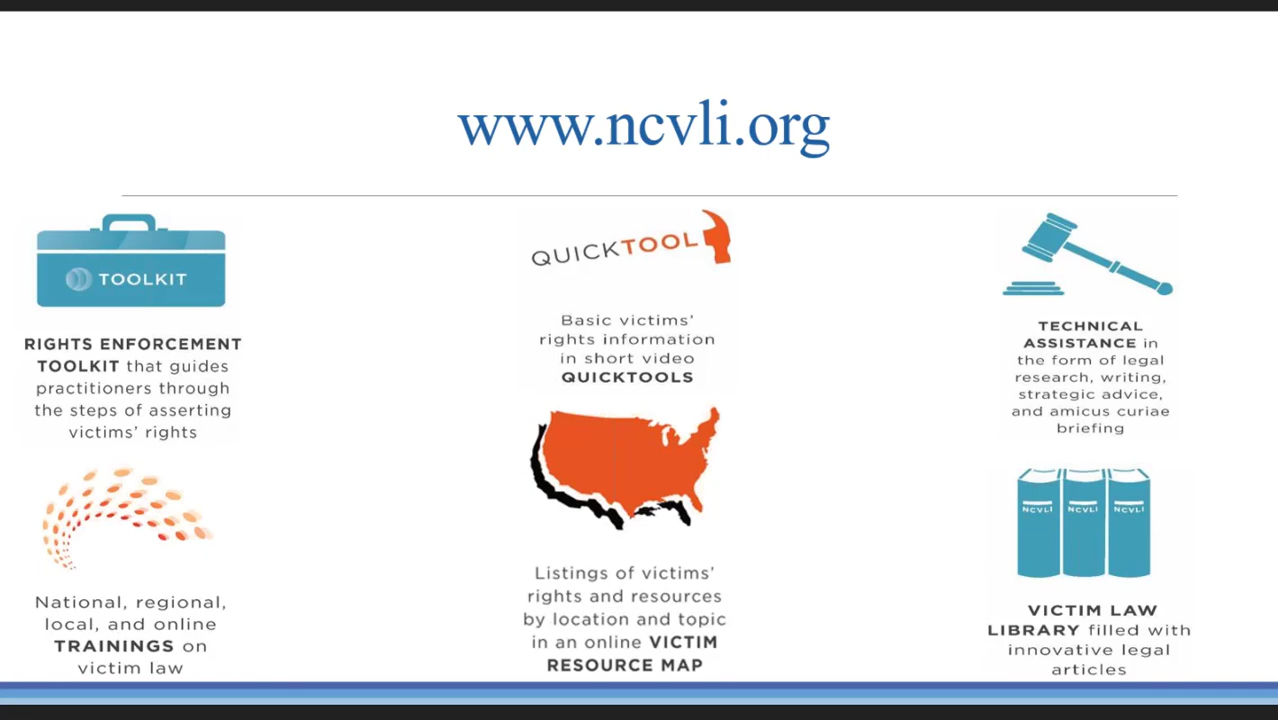 www.ncvli.org
TOOLKIT
RIGHTS ENFORCEMENT
TOOLKIT that guides
practitioners through
the steps of asserting
victims’ rights
QUICKTOOL
Basic victims’
rights information
in short video
QUICKTOOLS
TECHNICAL
ASSISTANCE in
the form of legal
research, writing,
strategic advice,
and amicus curiae
briefing
National, regional,
local, and online
TRAININGS on
victim law
Listings of victims’
rights and resources
by location and topic
in an online VICTIM
RESOURCE MAP
NCVLI NCVLI NCVLI
VICTIM LAW
LIBRARY filled with
innovative legal
articles